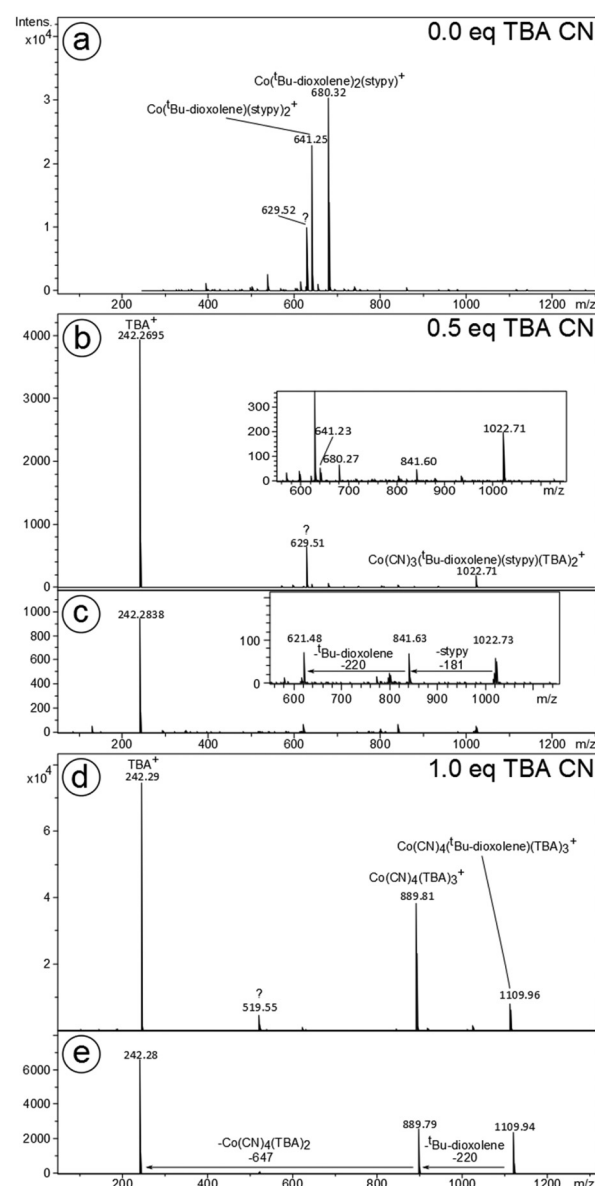 Intens.
x10⁴
a
0.0 eq TBA CN
Co(ᵗBu-dioxolene)₂(stypy)⁺
680.32
Co(ᵗBu-dioxolene)(stypy)₂⁺
641.25
629.52
?
3
2
1
0
200 400 600 800 1000 1200 m/z
b
0.5 eq TBA CN
TBA⁺
242.2695
4000
3000
2000
1000
0
300
200
100
0
641.23
680.27
841.60
1022.71
600 700 800 900 1000 m/z
?
629.51
Co(CN)₃(ᵗBu-dioxolene)(stypy)(TBA)₂⁺
1022.71
c
1000
800
600
400
200
0
242.2838
100
0
621.48
841.63
1022.73
-ᵗBu-dioxolene
-220
-stypy
-181
600 700 800 900 1000 m/z
200 400 600 800 1000 1200 m/z
x10⁴
d
1.0 eq TBA CN
TBA⁺
242.29
6
4
2
Co(CN)₄(ᵗBu-dioxolene)(TBA)₃⁺
Co(CN)₄(TBA)₃⁺
889.81
?
519.55
1109.96
e
242.28
6000
4000
2000
0
-Co(CN)₄(TBA)₂
-647
889.79
-ᵗBu-dioxolene
-220
1109.94
200 400 600 800 1000 1200 m/z